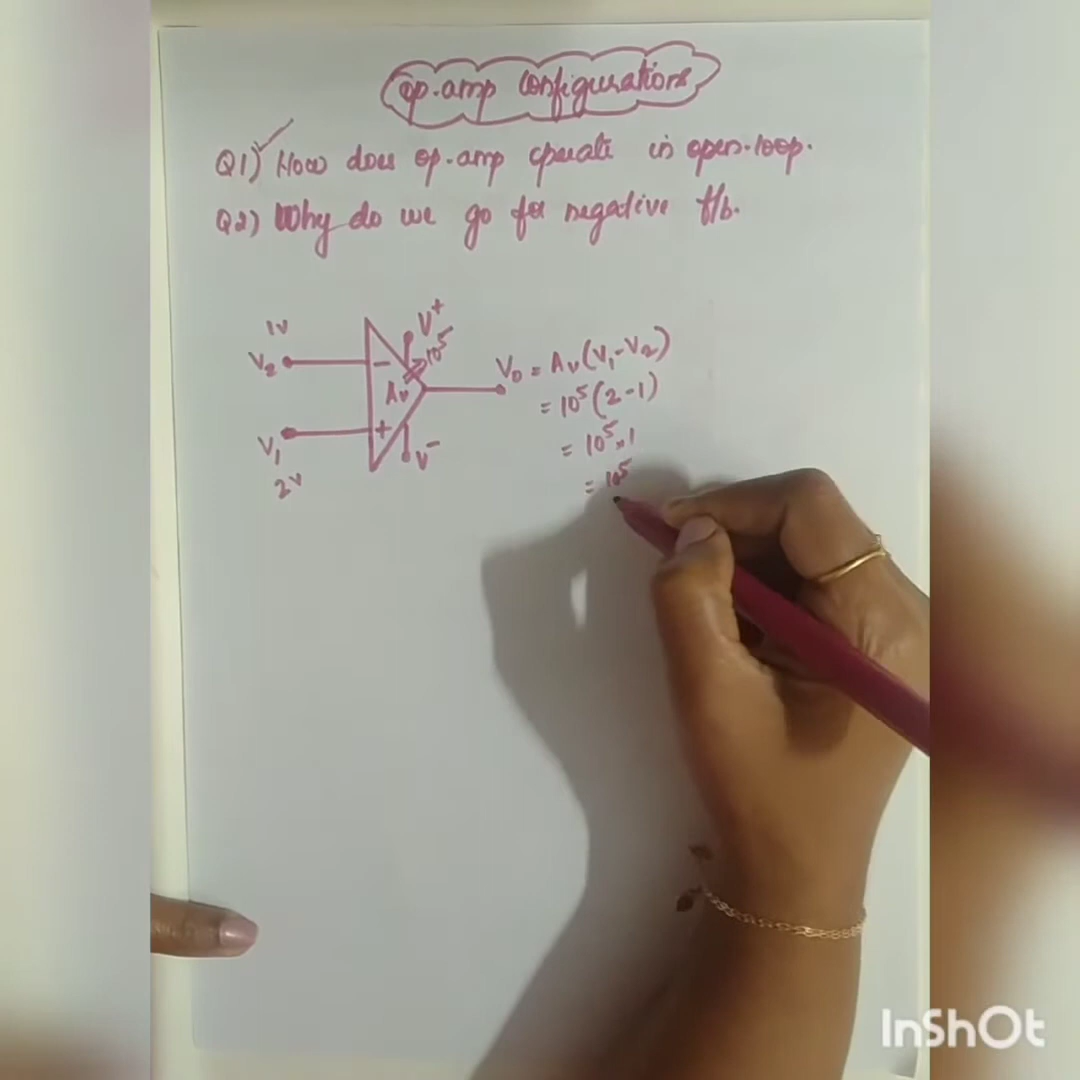 op-amp configurations
Q1) How does op-amp operate in open-loop.
Q2) Why do we go for negative f/b.
1v
V2
V+
10^5
-
Av
+
V1
2v
V-
Vo = Av(V1-V2)
= 10^5(2-1)
= 10^5×1
= 10^5
InShOt